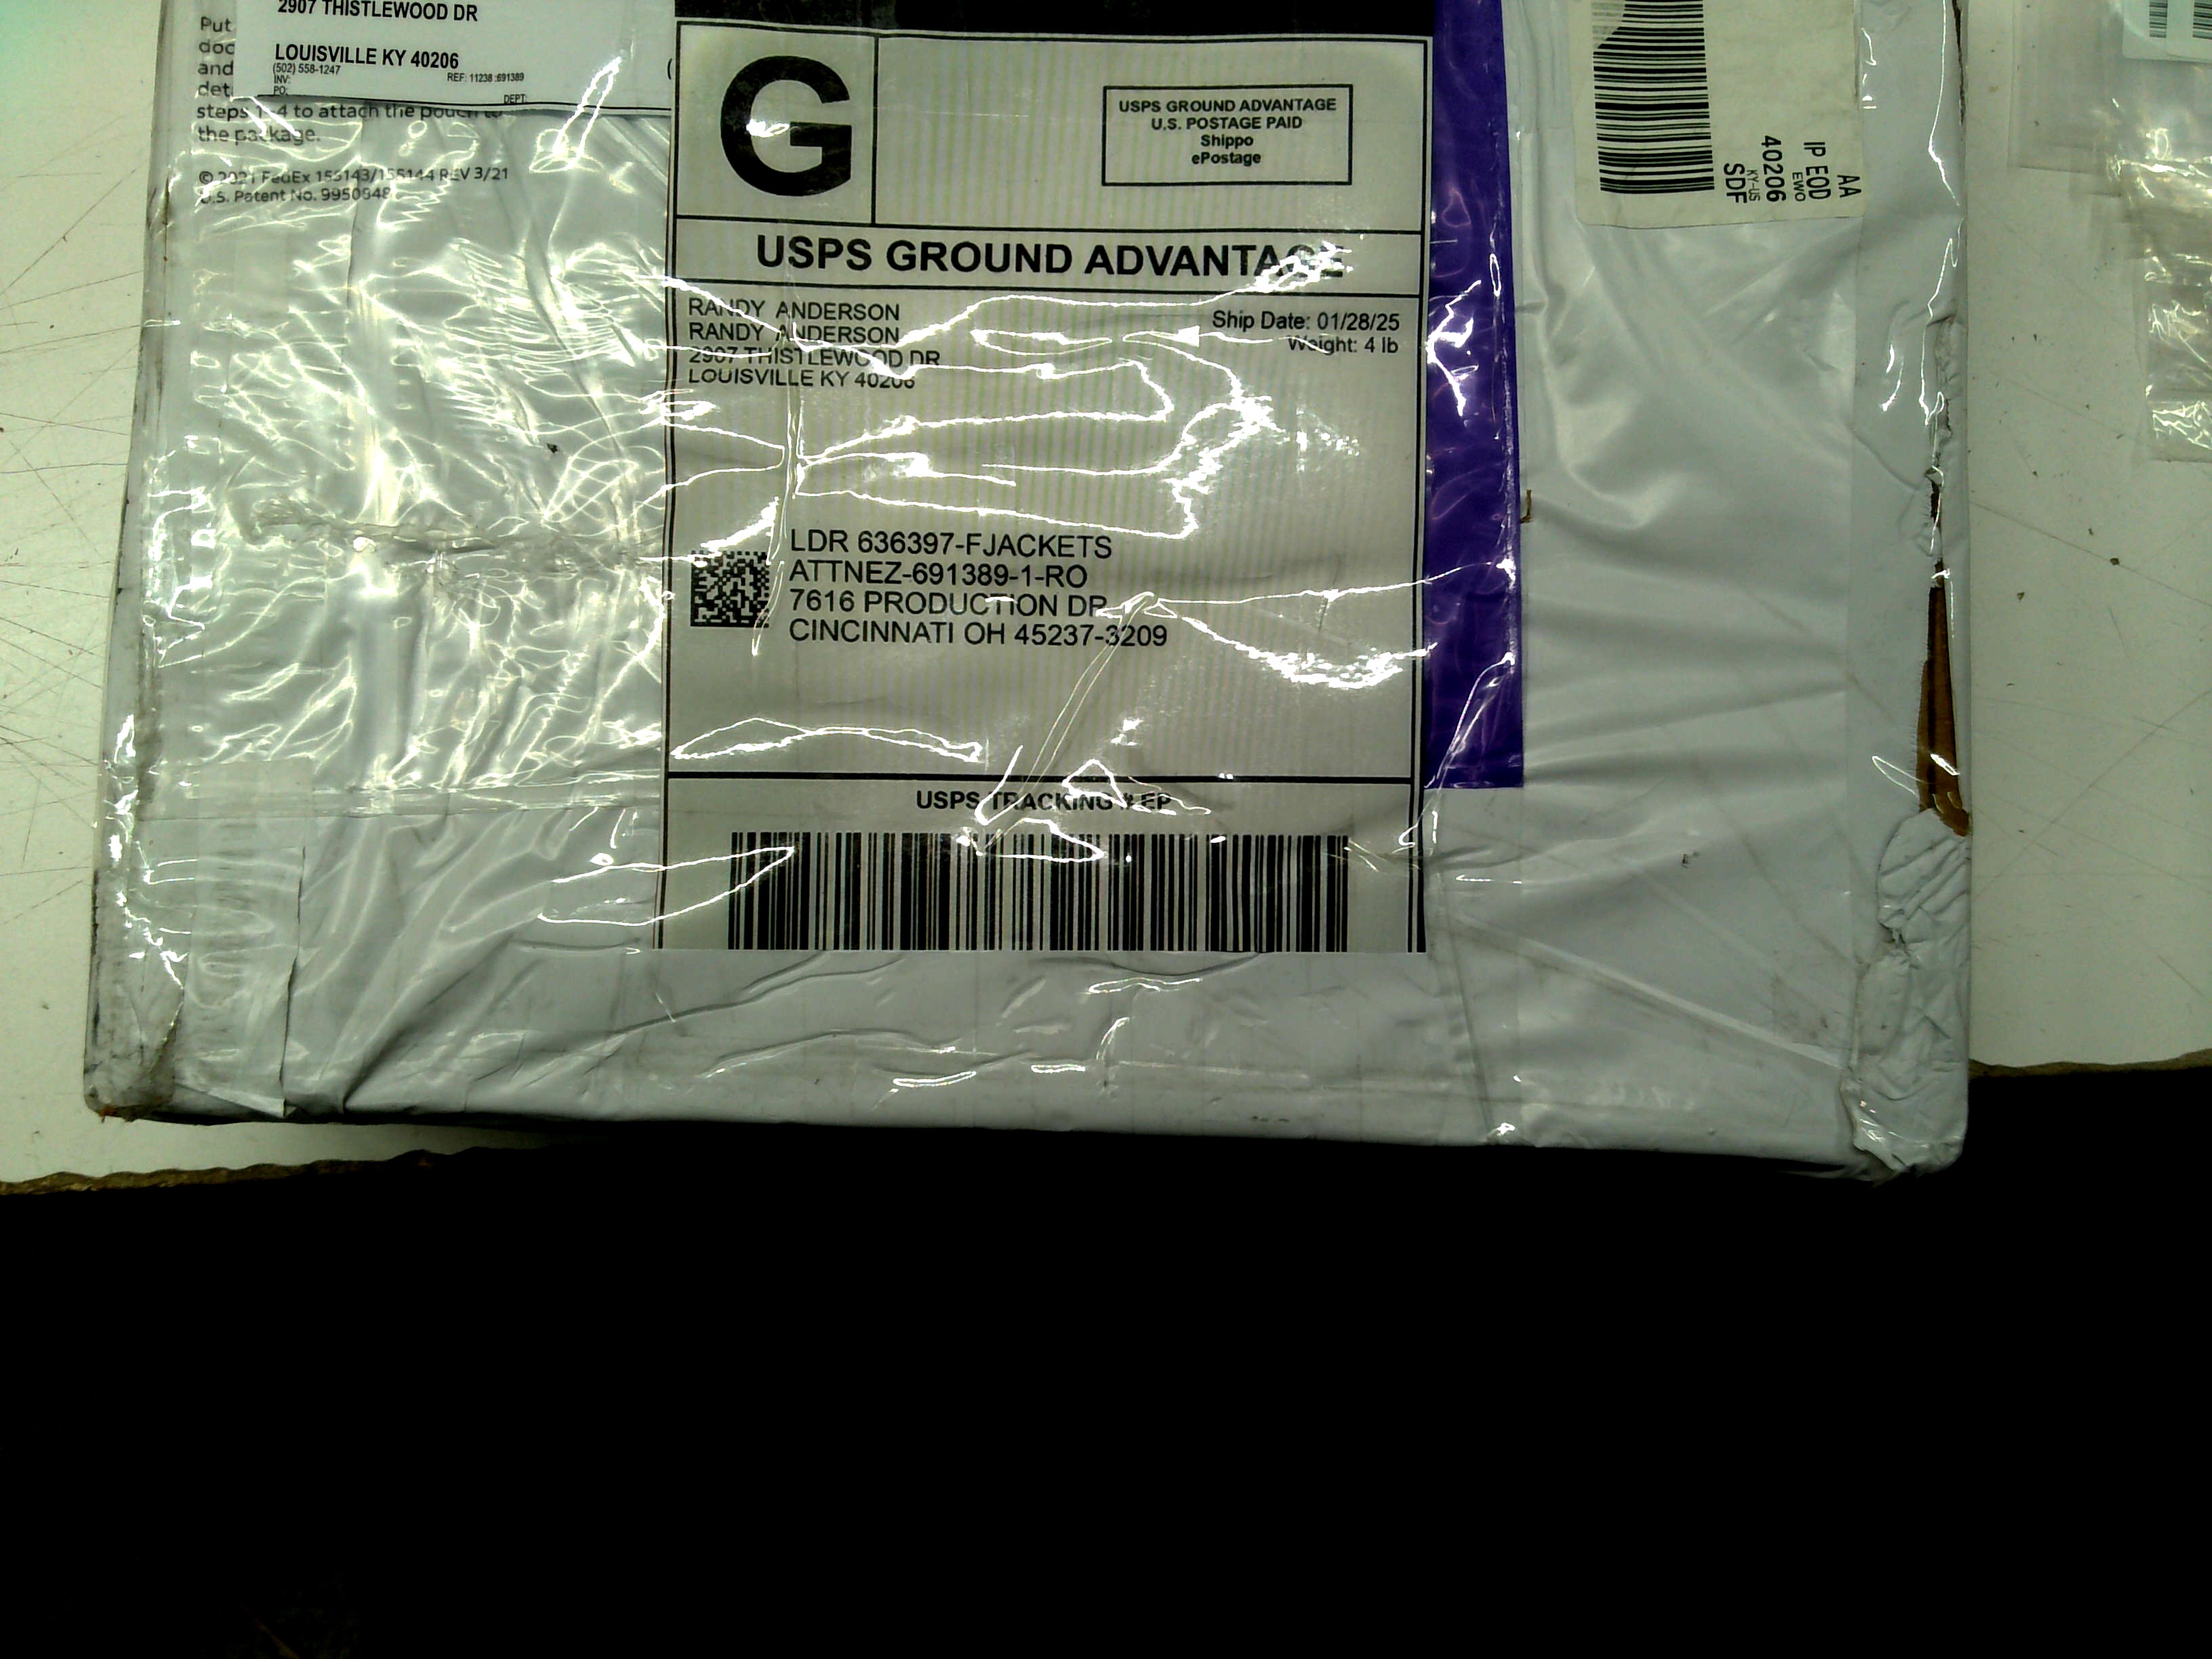 2907 THISTLEWOOD DR
LOUISVILLE KY 40206
(502) 558-1247
INV:
REF: 11238 :691389
PO:
DEPT:
Put
doc
and
det
steps 1-4 to attach the pouch to
the package.
© 2021 FedEx 155143/155144 REV 3/21
U.S. Patent No. 9950848
G
USPS GROUND ADVANTAGE
U.S. POSTAGE PAID
Shippo
ePostage
USPS GROUND ADVANTAGE
RANDY ANDERSON
RANDY ANDERSON
2907 THISTLEWOOD DR
LOUISVILLE KY 40206
Ship Date: 01/28/25
Weight: 4 lb
LDR 636397-FJACKETS
ATTNEZ-691389-1-RO
7616 PRODUCTION DR
CINCINNATI OH 45237-3209
USPS TRACKING # EP
AA
IP EOD
EWO
40206
KY-US
SDF